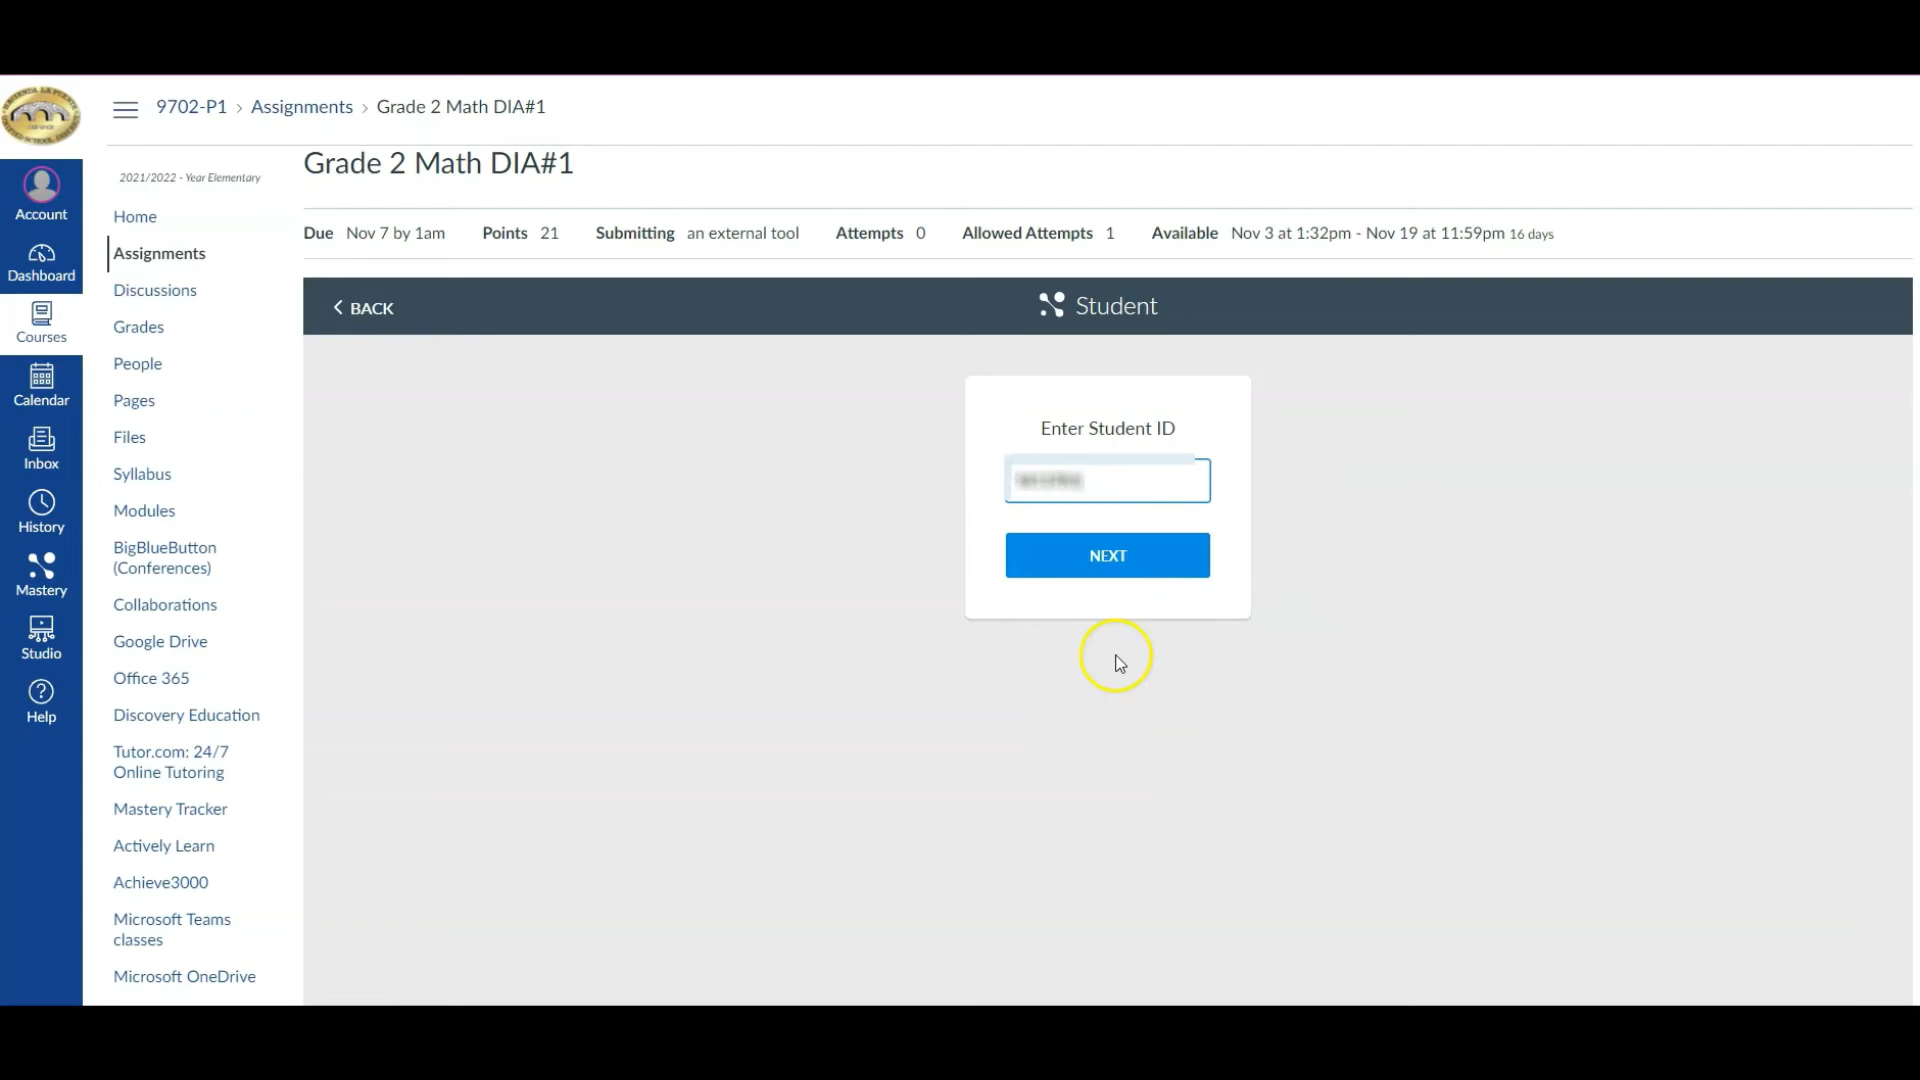 9702-P1 › Assignments › Grade 2 Math DIA#1
Account
Dashboard
Courses
Calendar
Inbox
History
Mastery
Studio
Help
2021/2022 - Year Elementary
Home
Assignments
Discussions
Grades
People
Pages
Files
Syllabus
Modules
BigBlueButton
(Conferences)
Collaborations
Google Drive
Office 365
Discovery Education
Tutor.com: 24/7
Online Tutoring
Mastery Tracker
Actively Learn
Achieve3000
Microsoft Teams
classes
Microsoft OneDrive
Grade 2 Math DIA#1
Due Nov 7 by 1am Points 21 Submitting an external tool Attempts 0 Allowed Attempts 1 Available Nov 3 at 1:32pm - Nov 19 at 11:59pm 16 days
BACK Student
Enter Student ID
NEXT